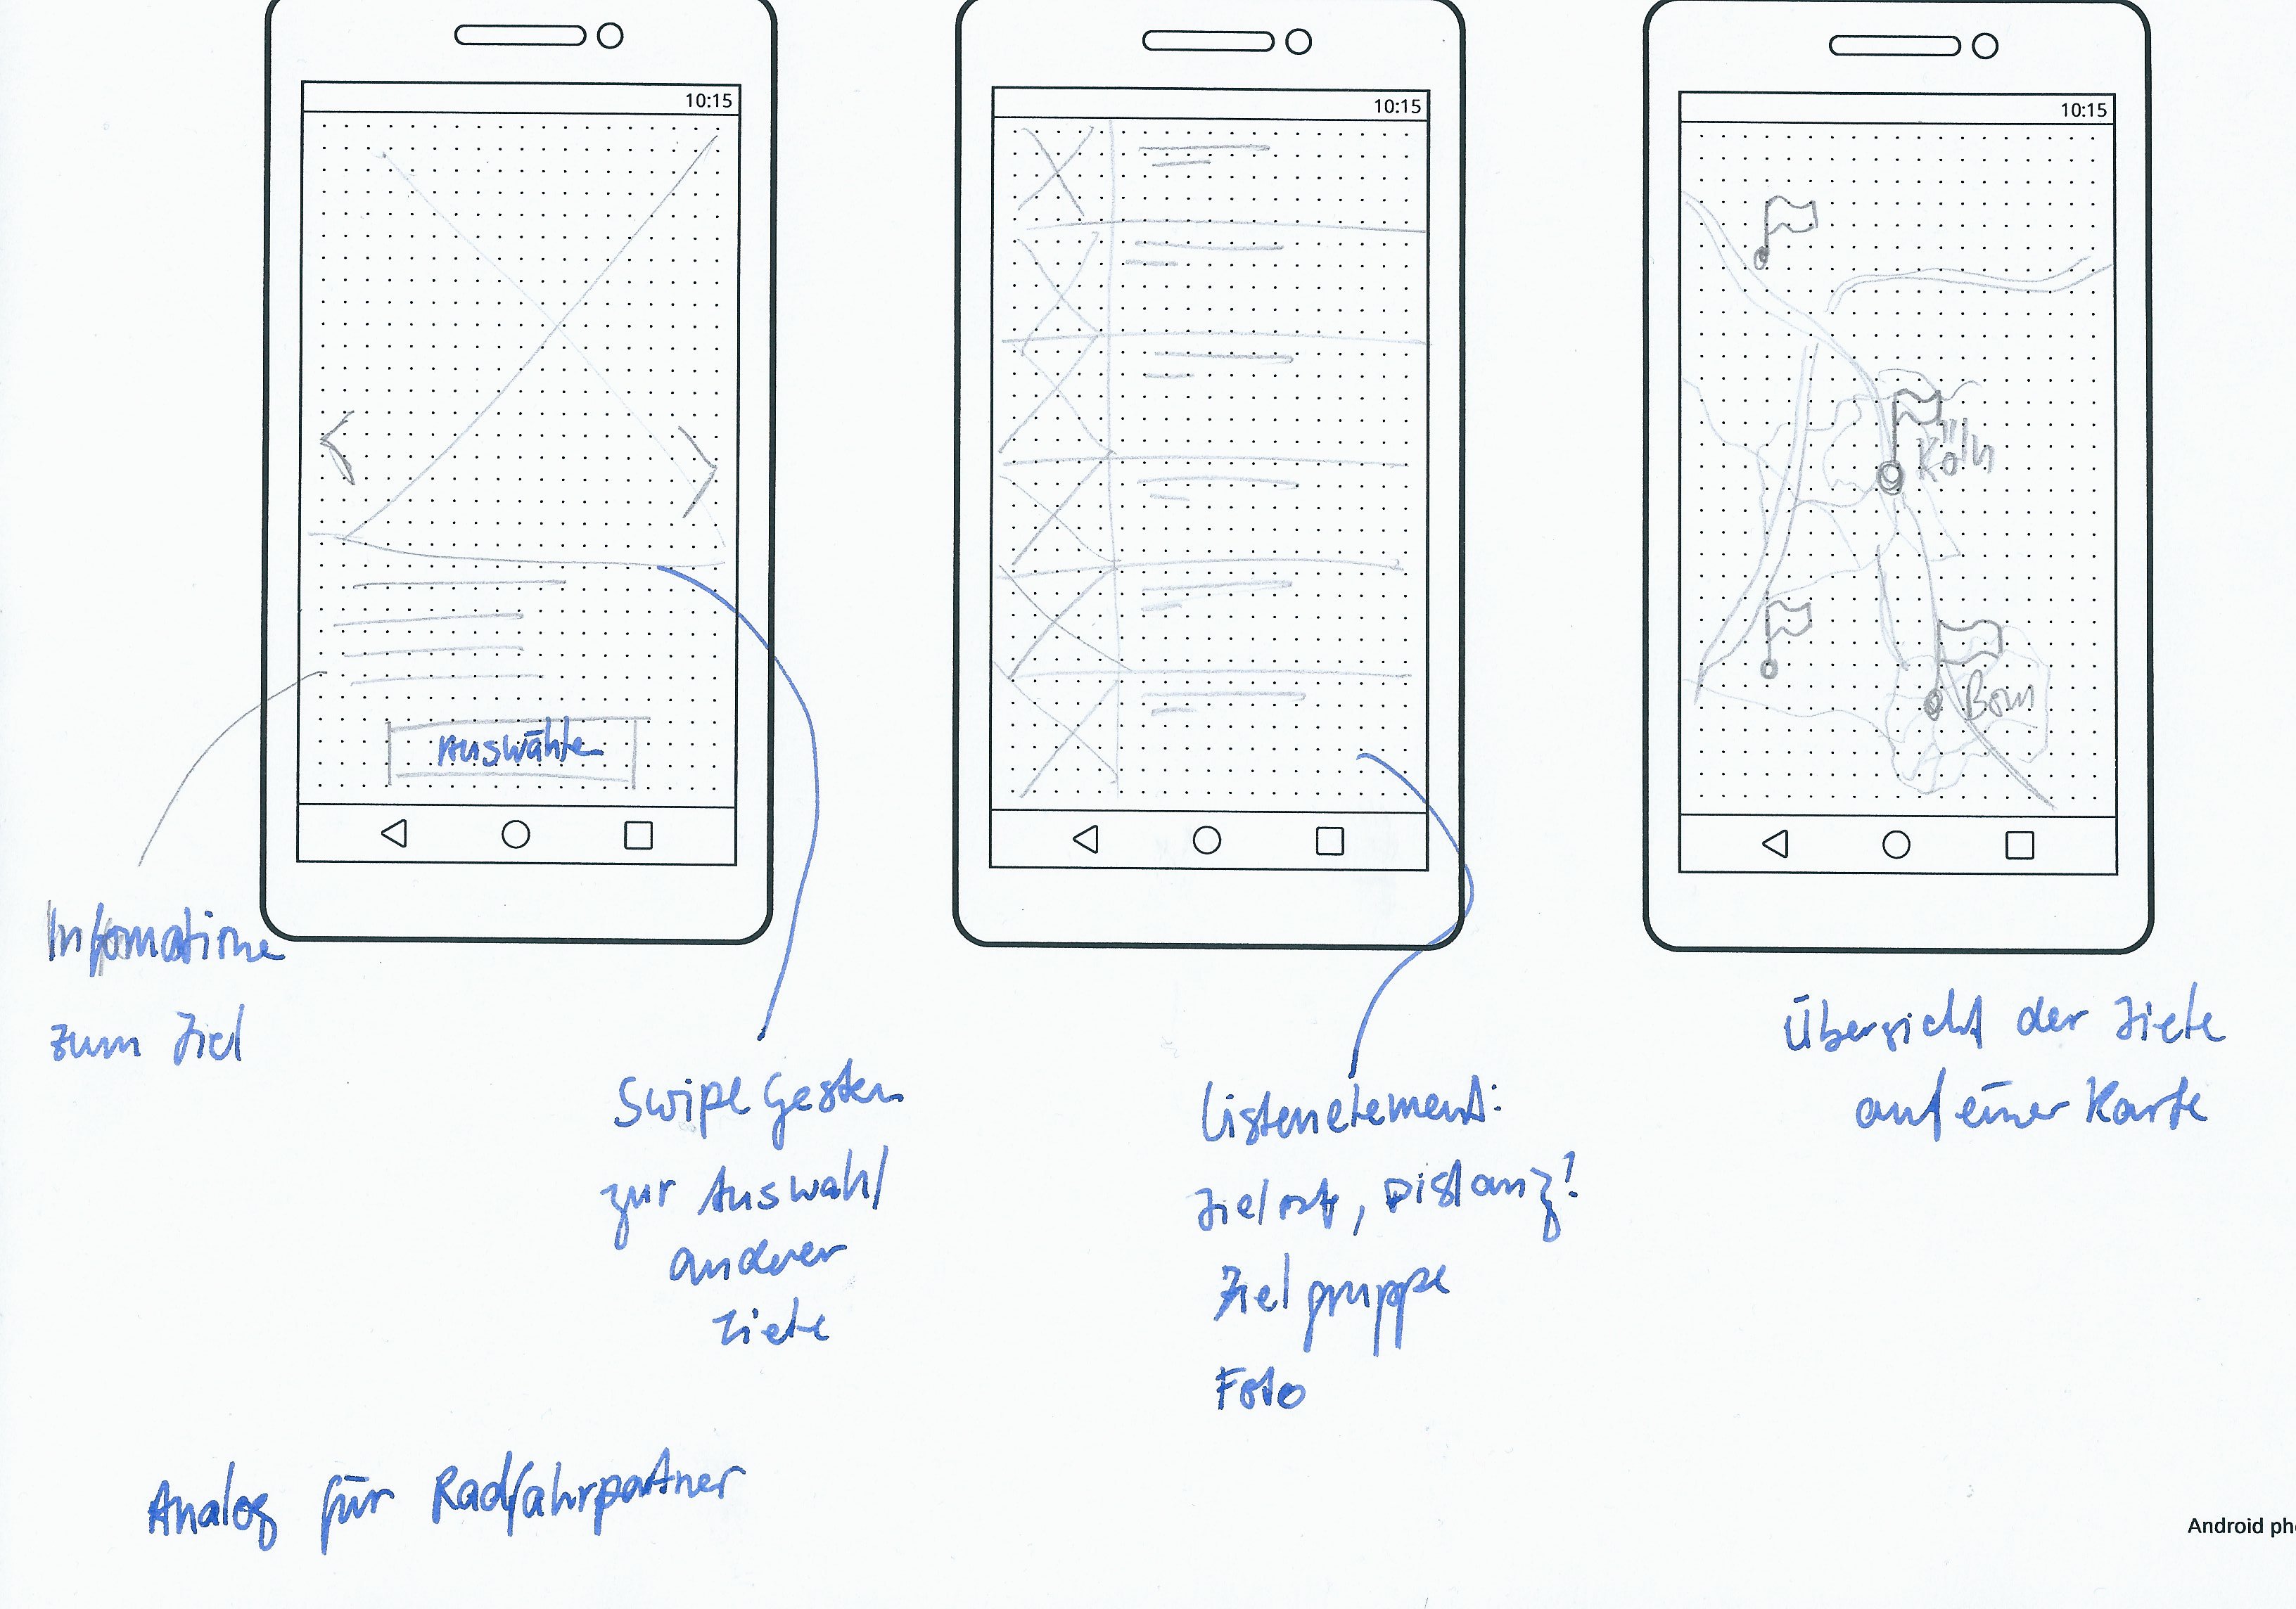 10:15
10:15
10:15
Köln
Bonn
Auswählen
Informationen
zum Ziel
Swipe Gesten
zur Auswahl
anderer
Ziele
Listenelement:
Zielort, Distanz!
Zielgruppe
Foto
Übersicht der Ziele
auf einer Karte
Analog für Radfahrpartner
Android ph